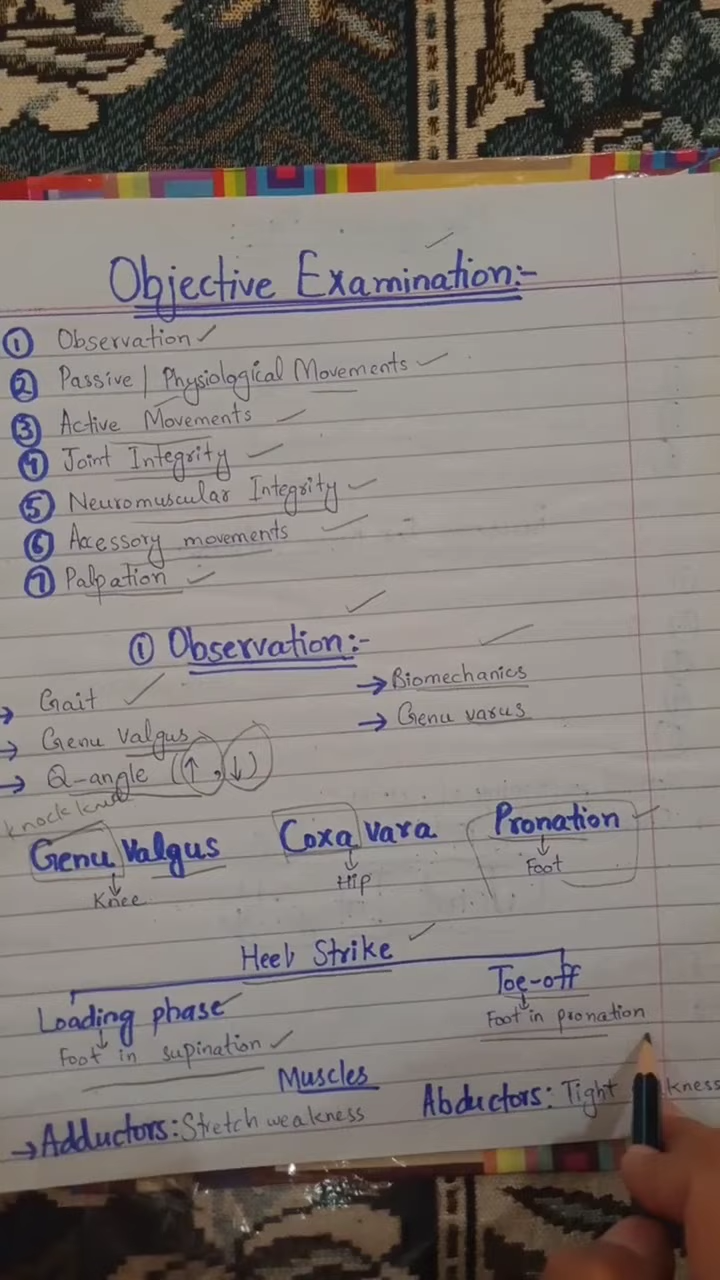 Objective Examination:-
① Observation ✓
② Passive / Physiological Movements ✓
③ Active Movements ✓
④ Joint Integrity ✓
⑤ Neuromuscular Integrity ✓
⑥ Acessory movements ✓
⑦ Palpation ✓
① Observation:-
→ Gait ✓
→ Biomechanics
→ Genu Valgus
→ Genu varus
→ Q-angle (↑, ↓)
knock knee
Genu Valgus
Coxa vara
Pronation
↓ Knee
↓ Hip
↓ Foot
Heel Strike ✓
Loading phase
Toe-off
↓ Foot in supination ✓
↓ Foot in pronation
Muscles
→ Adductors: Stretch weakness
Abductors: Tight